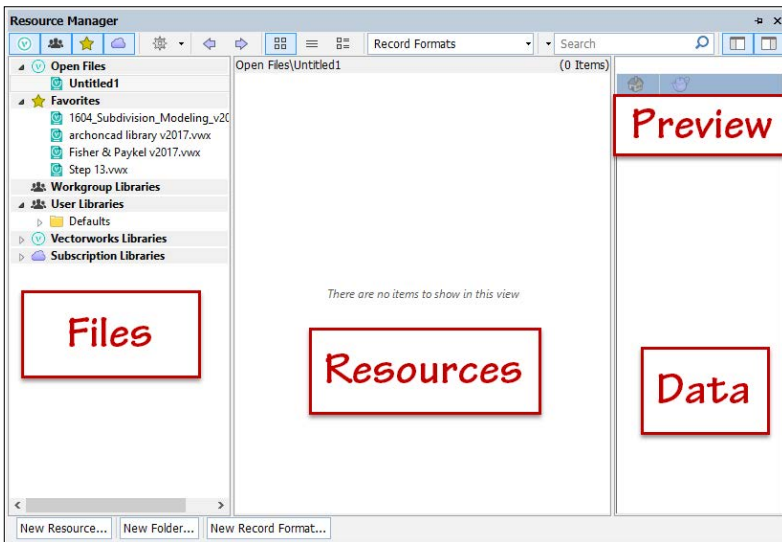 Resource Manager
Record Formats
Search
Open Files
Untitled1
Favorites
1604_Subdivision_Modeling_v20
archoncad library v2017.vwx
Fisher & Paykel v2017.vwx
Step 13.vwx
Workgroup Libraries
User Libraries
Defaults
Vectorworks Libraries
Subscription Libraries
Files
Open Files\Untitled1 (0 Items)
There are no items to show in this view
Resources
Preview
Data
New Resource... New Folder... New Record Format...